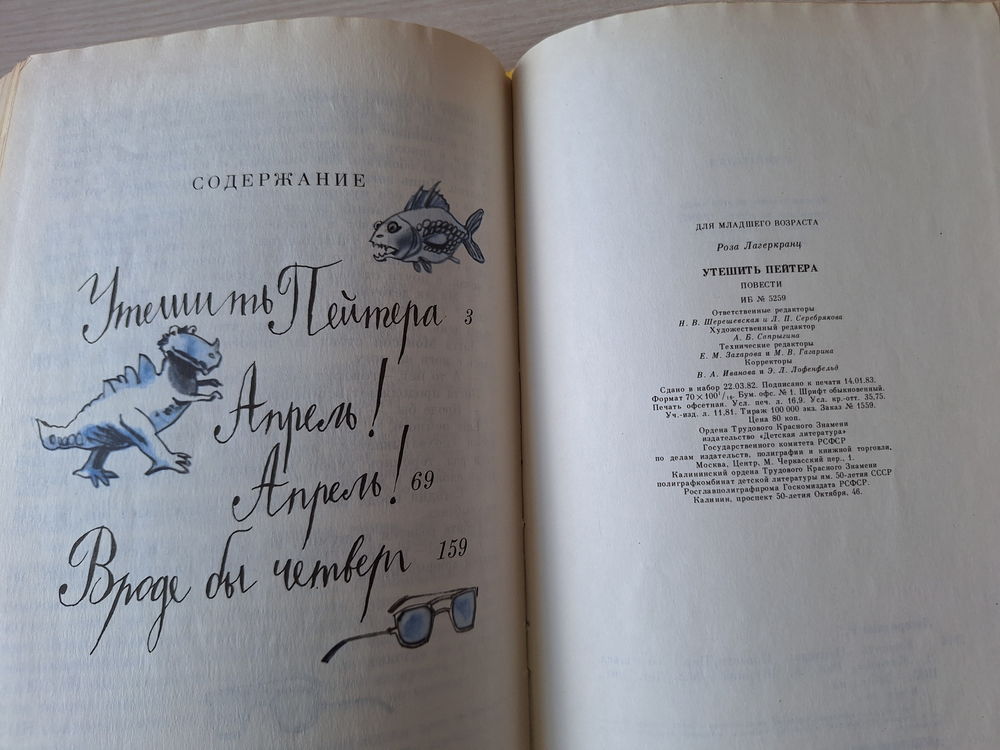 СОДЕРЖАНИЕ
Утешить Пейтера 3
Апрель!
Апрель! 69
Вроде бы четверг 159
ДЛЯ МЛАДШЕГО ВОЗРАСТА
Роза Лагеркранц
УТЕШИТЬ ПЕЙТЕРА
ПОВЕСТИ
ИБ № 5259
Ответственные редакторы
Н. В. Шерешевская и Л. П. Серебрякова
Художественный редактор
А. Б. Сапрыгина
Технические редакторы
Е. М. Захарова и М. В. Гагарина
Корректоры
В. А. Иванова и Э. Л. Лофенфельд
Сдано в набор 22.03.82. Подписано к печати 14.01.83.
Формат 70×100¹/₁₆. Бум. офс. № 1. Шрифт обыкновенный.
Печать офсетная. Усл. печ. л. 16,9. Усл. кр.-отт. 35,75.
Уч.-изд. л. 11,81. Тираж 100 000 экз. Заказ № 1559.
Цена 80 коп.
Ордена Трудового Красного Знамени
издательство «Детская литература»
Государственного комитета РСФСР
по делам издательств, полиграфии и книжной торговли,
Москва, Центр, М. Черкасский пер., 1.
Калининский ордена Трудового Красного Знамени
полиграфкомбинат детской литературы им. 50-летия СССР
Росглавполиграфпрома Госкомиздата РСФСР.
Калинин, проспект 50-летия Октября, 46.